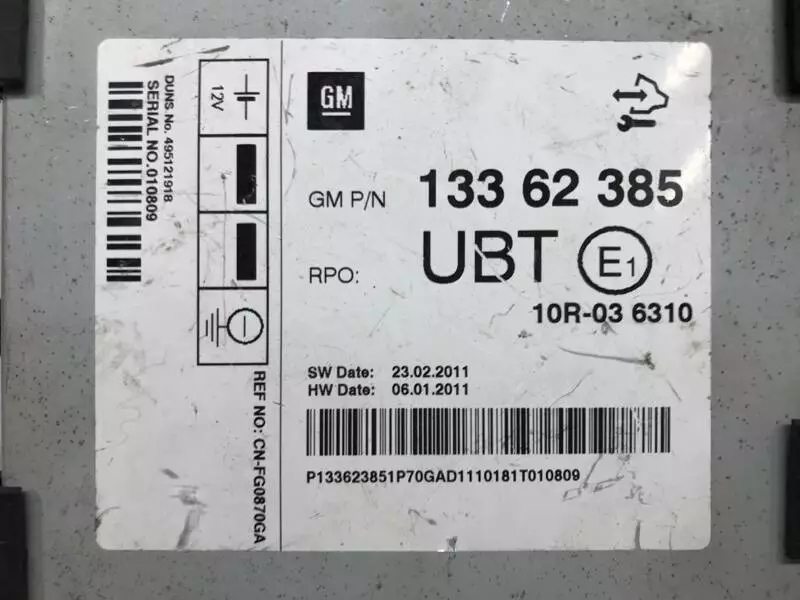 GM
GM P/N 133 62 385
RPO: UBT E1
10R-03 6310
SW Date: 23.02.2011
HW Date: 06.01.2011
P133623851P70GAD1110181T010809
12V
DUNS No. 495121918
SERIAL NO.010809
REF NO: CN-FG0870GA